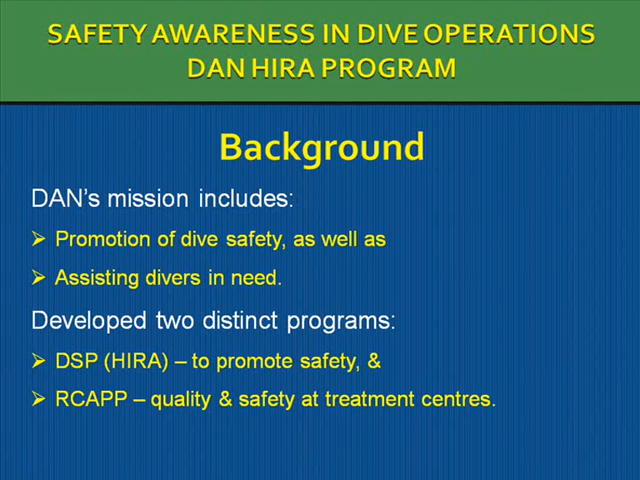 SAFETY AWARENESS IN DIVE OPERATIONS
DAN HIRA PROGRAM
Background
DAN's mission includes:
➢ Promotion of dive safety, as well as
➢ Assisting divers in need.
Developed two distinct programs:
➢ DSP (HIRA) – to promote safety, &
➢ RCAPP – quality & safety at treatment centres.